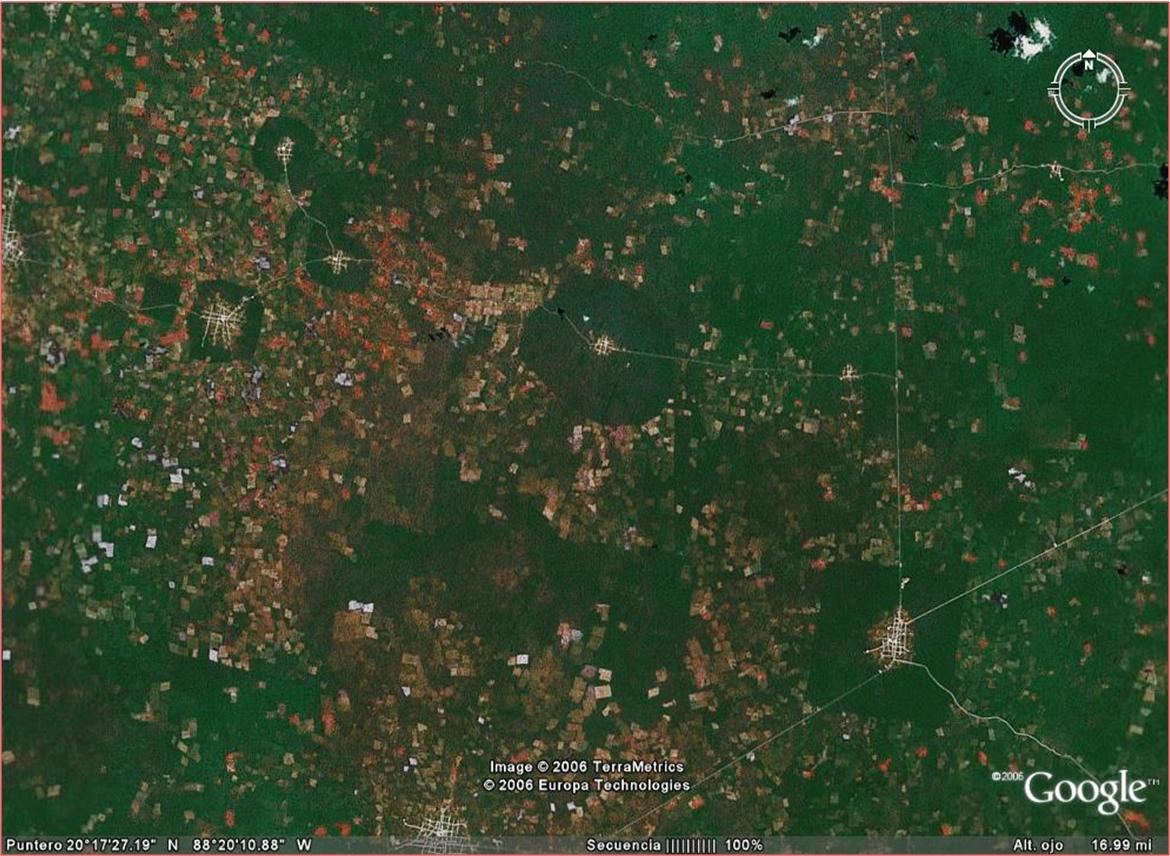 N
Image © 2006 TerraMetrics
© 2006 Europa Technologies
©2006 Google™
Puntero 20°17'27.19" N 88°20'10.88" W Secuencia |||||||||| 100% Alt. ojo 16.99 mi